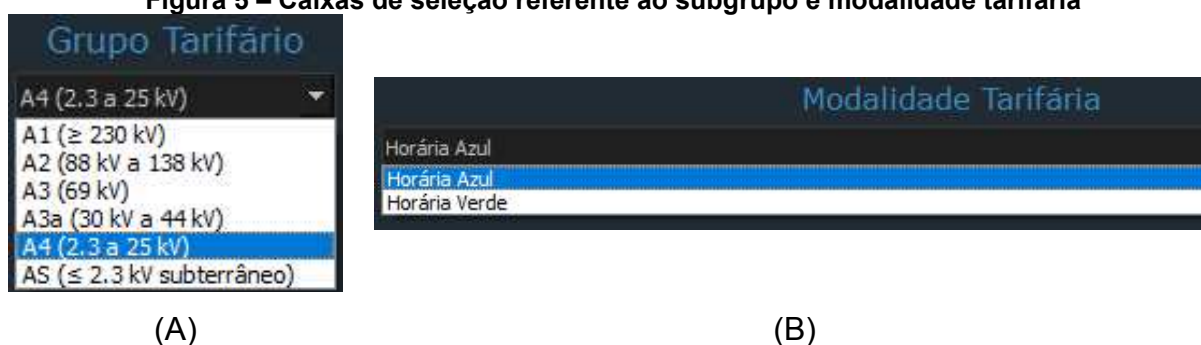 Figura 5 – Caixas de seleção referente ao subgrupo e modalidade tarifária
Grupo Tarifário
A4 (2.3 a 25 kV)
A1 (≥ 230 kV)
A2 (88 kV a 138 kV)
A3 (69 kV)
A3a (30 kV a 44 kV)
A4 (2.3 a 25 kV)
AS (≤ 2.3 kV subterrâneo)
(A)
Modalidade Tarifária
Horária Azul
Horária Azul
Horária Verde
(B)